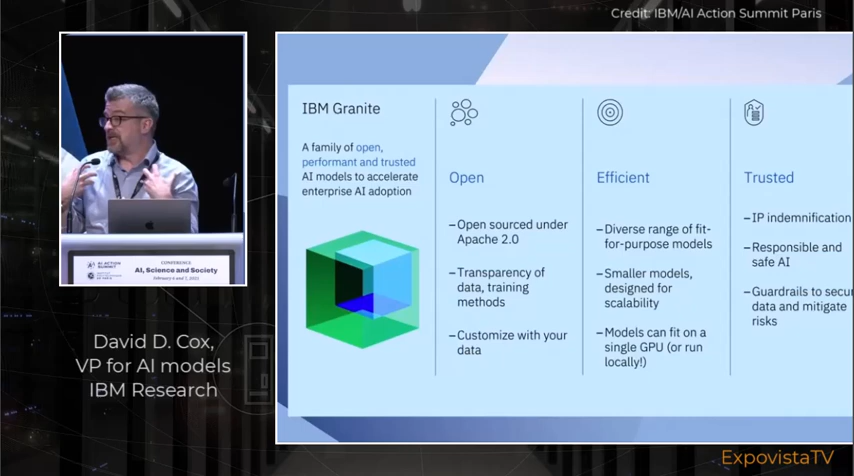 Credit: IBM/AI Action Summit Paris
AI ACTION
SUMMIT
CONFERENCE
AI, Science and Society
David D. Cox,
VP for AI models
IBM Research
IBM Granite
A family of open,
performant and trusted
AI models to accelerate
enterprise AI adoption
Open
–Open sourced under
Apache 2.0
–Transparency of
data, training
methods
–Customize with your
data
Efficient
–Diverse range of fit-
for-purpose models
–Smaller models,
designed for
scalability
–Models can fit on a
single GPU (or run
locally!)
Trusted
–IP indemnification
–Responsible and
safe AI
–Guardrails to secur
data and mitigate
risks
ExpovistaTV